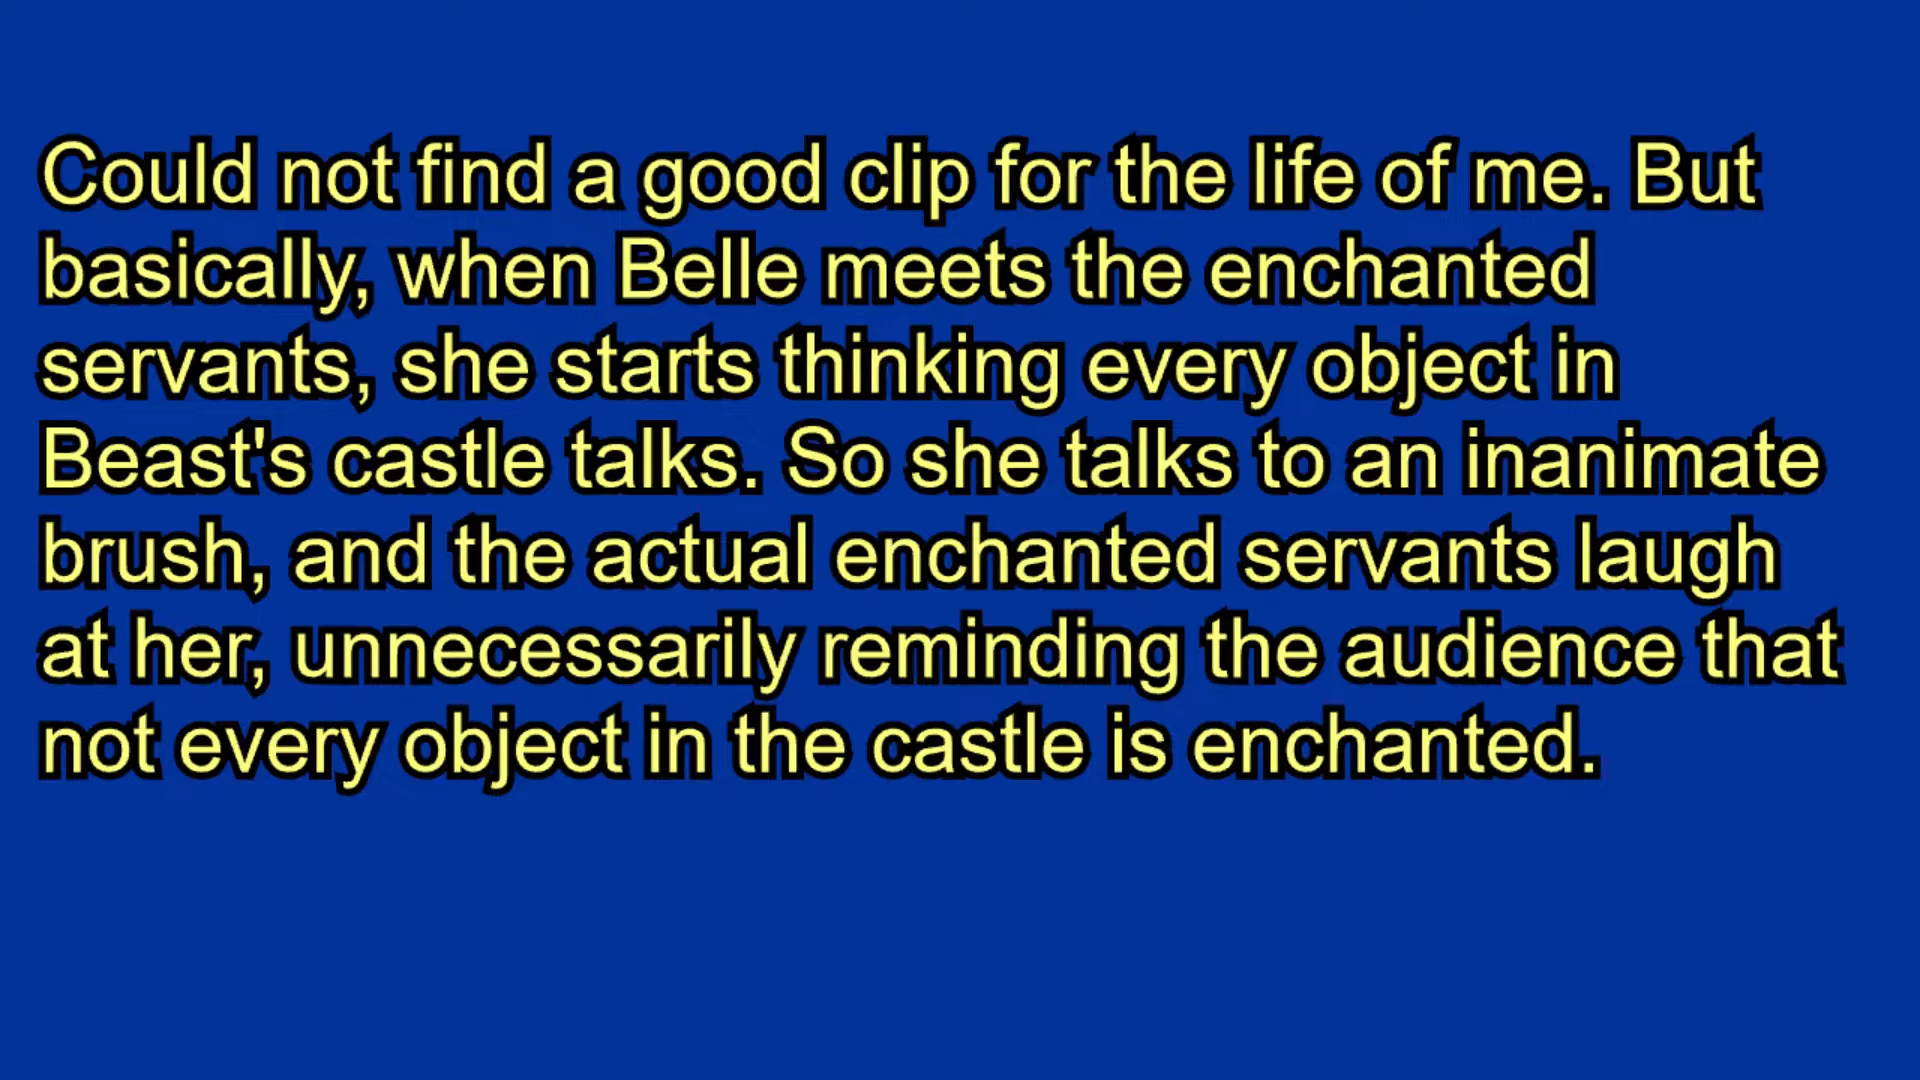 Could not find a good clip for the life of me. But
basically, when Belle meets the enchanted
servants, she starts thinking every object in
Beast's castle talks. So she talks to an inanimate
brush, and the actual enchanted servants laugh
at her, unnecessarily reminding the audience that
not every object in the castle is enchanted.